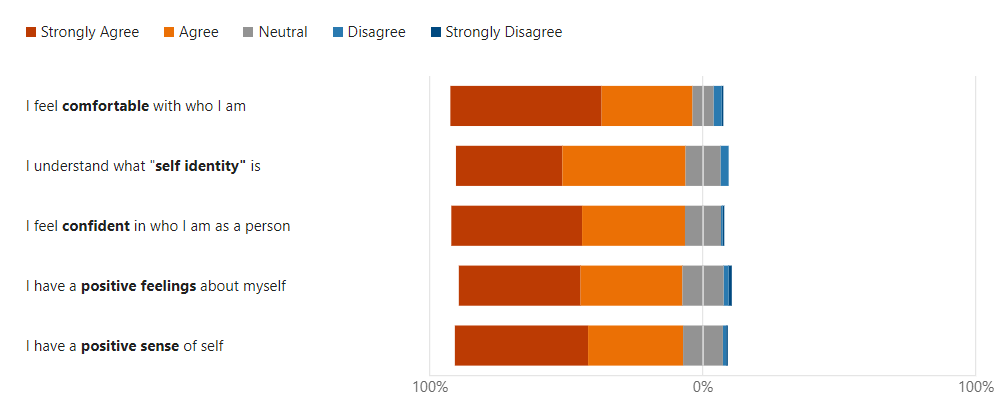 Strongly Agree Agree Neutral Disagree Strongly Disagree
I feel comfortable with who I am
I understand what "self identity" is
I feel confident in who I am as a person
I have a positive feelings about myself
I have a positive sense of self
100% 0% 100%